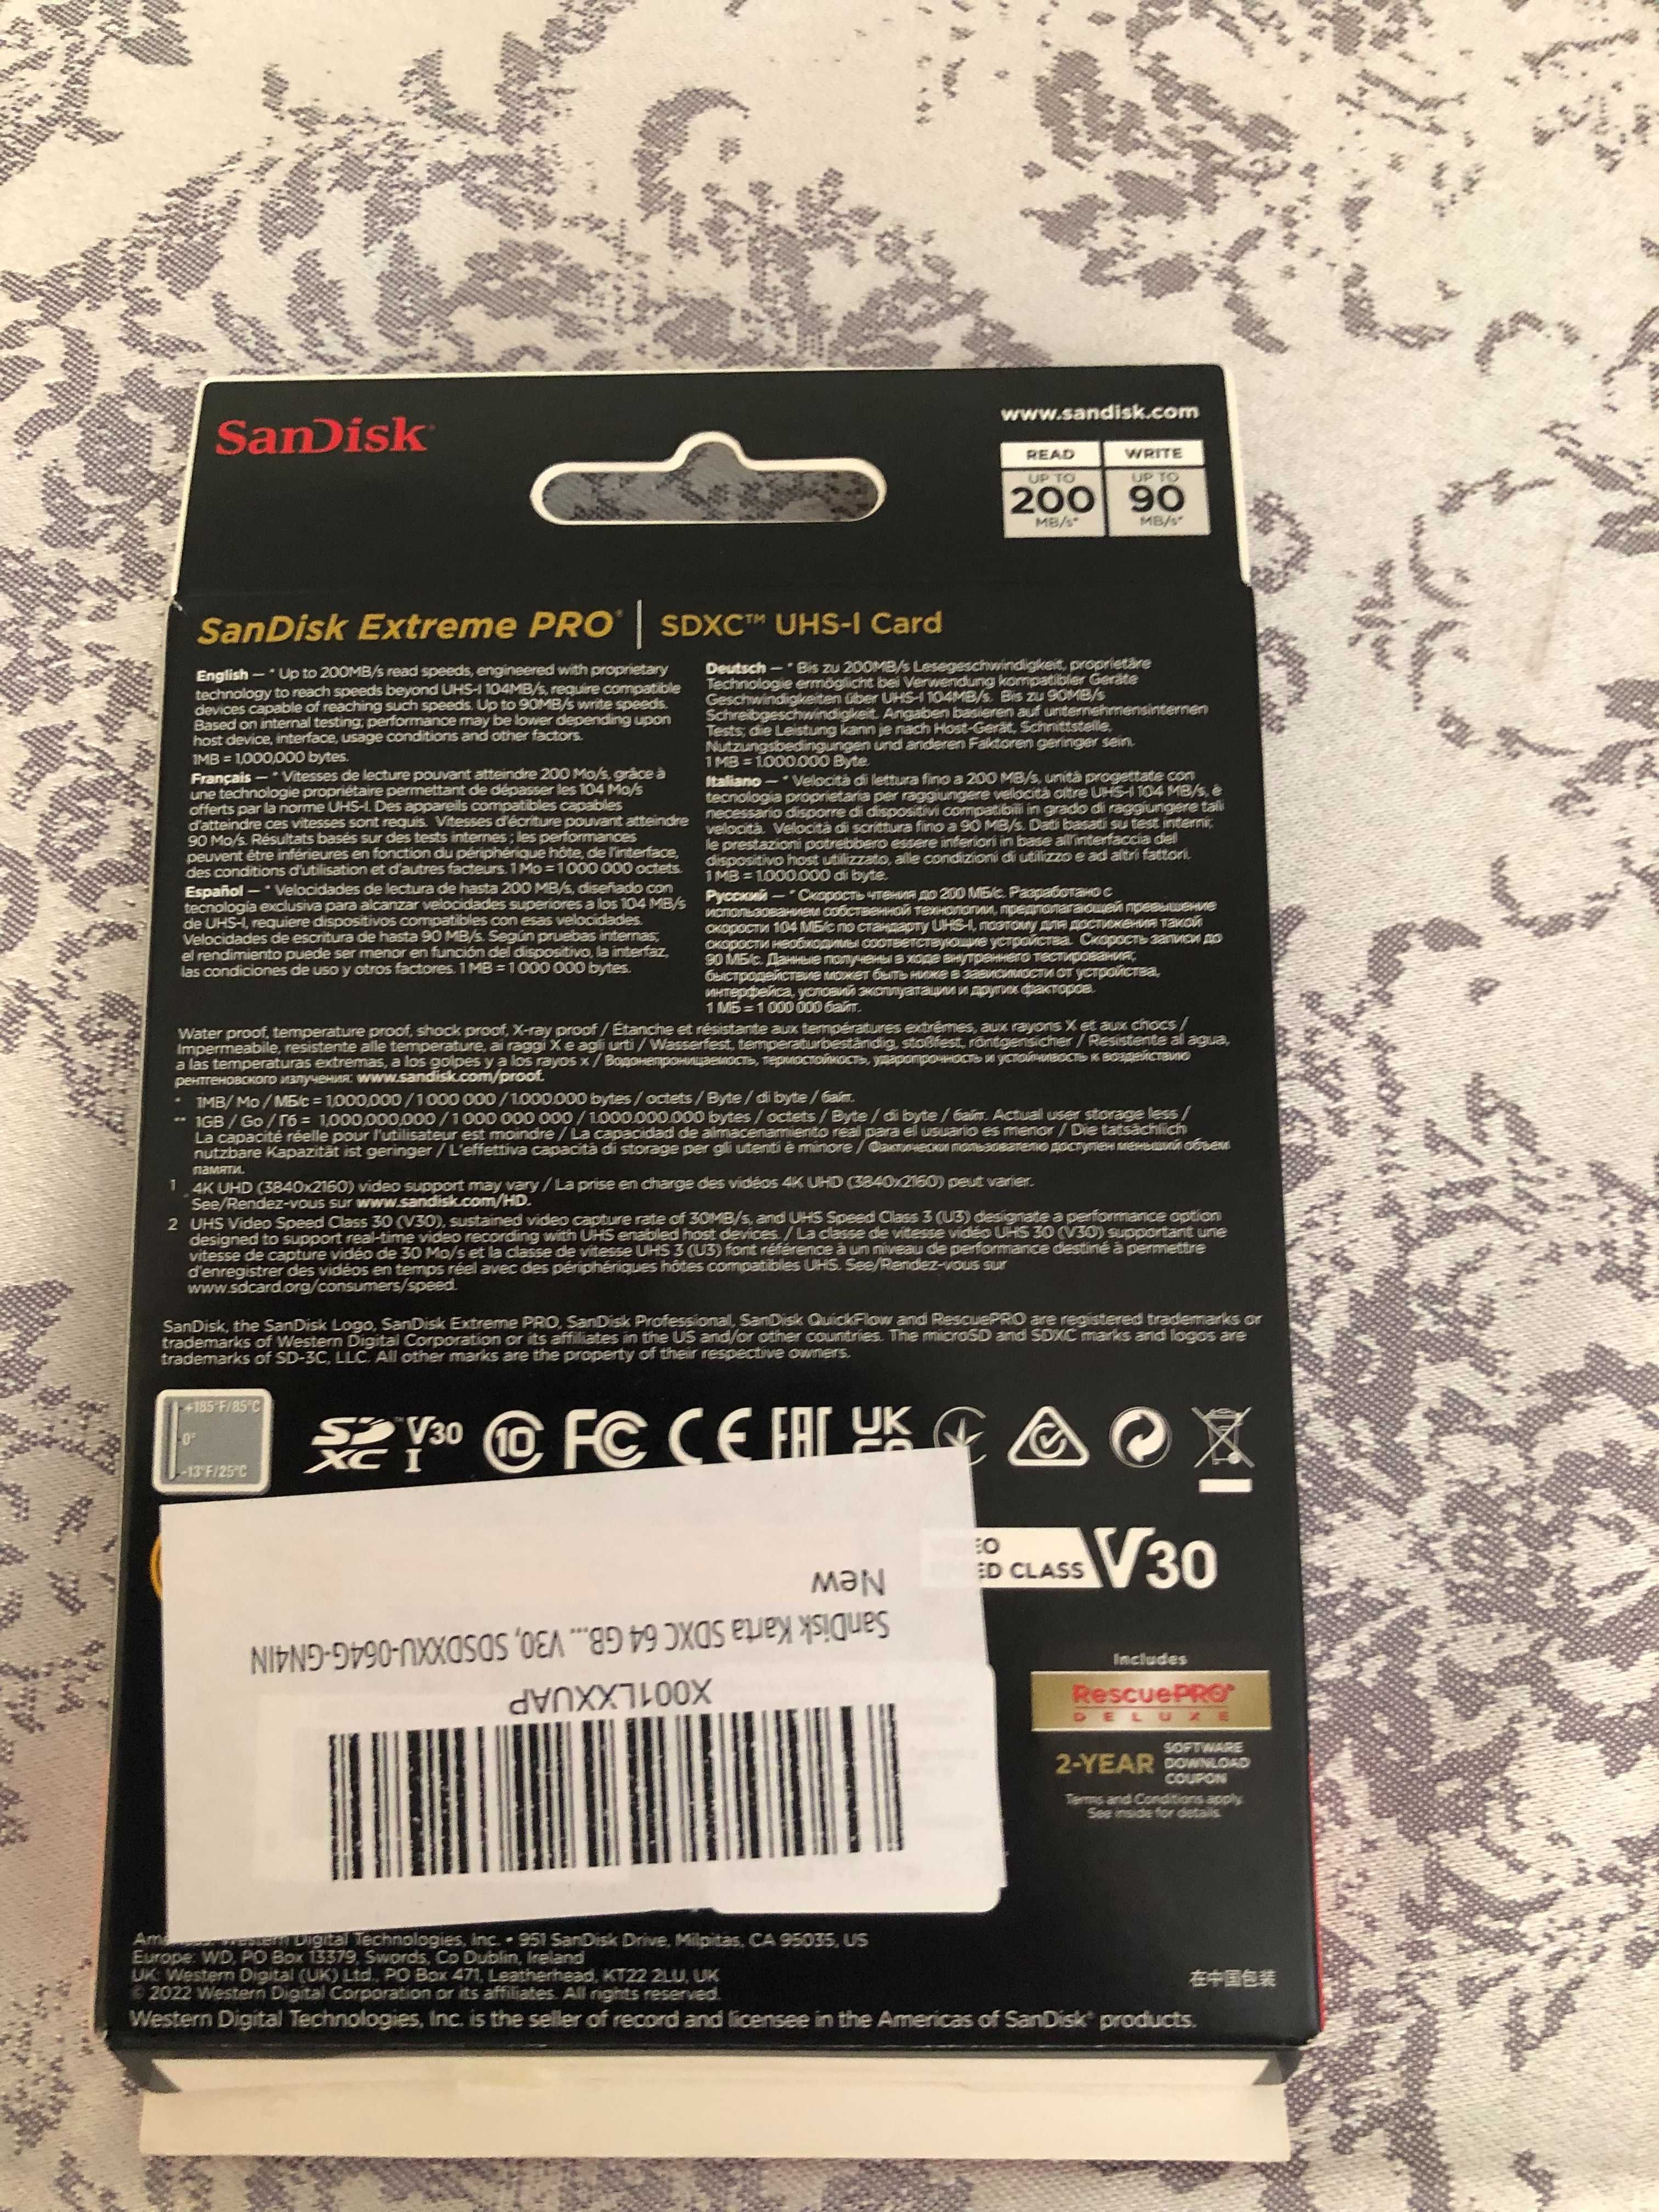 SanDisk
www.sandisk.com
READ WRITE
UP TO UP TO
200 90
MB/s* MB/s*
SanDisk Extreme PRO® | SDXC™ UHS-I Card
English — * Up to 200MB/s read speeds, engineered with proprietary
technology to reach speeds beyond UHS-I 104MB/s, require compatible
devices capable of reaching such speeds. Up to 90MB/s write speeds.
Based on internal testing; performance may be lower depending upon
host device, interface, usage conditions and other factors.
1MB = 1,000,000 bytes.
Français — * Vitesses de lecture pouvant atteindre 200 Mo/s, grâce à
une technologie propriétaire permettant de dépasser les 104 Mo/s
offerts par la norme UHS-I. Des appareils compatibles capables
d'atteindre ces vitesses sont requis. Vitesses d'écriture pouvant atteindre
90 Mo/s. Résultats basés sur des tests internes ; les performances
peuvent être inférieures en fonction du périphérique hôte, de l'interface,
des conditions d'utilisation et d'autres facteurs. 1 Mo = 1 000 000 octets.
Español — * Velocidades de lectura de hasta 200 MB/s, diseñado con
tecnología exclusiva para alcanzar velocidades superiores a los 104 MB/s
de UHS-I, requiere dispositivos compatibles con esas velocidades.
Velocidades de escritura de hasta 90 MB/s. Según pruebas internas;
el rendimiento puede ser menor en función del dispositivo, la interfaz,
las condiciones de uso y otros factores. 1 MB = 1 000 000 bytes.
Deutsch — * Bis zu 200MB/s Lesegeschwindigkeit, proprietäre
Technologie ermöglicht bei Verwendung kompatibler Geräte
Geschwindigkeiten über UHS-I 104MB/s. Bis zu 90MB/s
Schreibgeschwindigkeit. Angaben basieren auf unternehmensinternen
Tests; die Leistung kann je nach Host-Gerät, Schnittstelle,
Nutzungsbedingungen und anderen Faktoren geringer sein.
1 MB = 1.000.000 Byte.
Italiano — * Velocità di lettura fino a 200 MB/s, unità progettate con
tecnologia proprietaria per raggiungere velocità oltre UHS-I 104 MB/s, è
necessario disporre di dispositivi compatibili in grado di raggiungere tali
velocità. Velocità di scrittura fino a 90 MB/s. Dati basati su test interni;
le prestazioni potrebbero essere inferiori in base all'interfaccia del
dispositivo host utilizzato, alle condizioni di utilizzo e ad altri fattori.
1 MB = 1.000.000 di byte.
Русский — * Скорость чтения до 200 МБ/с. Разработано с
использованием собственной технологии, предполагающей превышение
скорости 104 МБ/с по стандарту UHS-I, поэтому для достижения такой
скорости необходимы соответствующие устройства. Скорость записи до
90 МБ/с. Данные получены в ходе внутреннего тестирования;
быстродействие может быть ниже в зависимости от устройства,
интерфейса, условий эксплуатации и других факторов.
1 МБ = 1 000 000 байт.
Water proof, temperature proof, shock proof, X-ray proof / Étanche et résistante aux températures extrêmes, aux rayons X et aux chocs /
Impermeabile, resistente alle temperature, ai raggi X e agli urti / Wasserfest, temperaturbeständig, stoßfest, röntgensicher / Resistente al agua,
a las temperaturas extremas, a los golpes y a los rayos x / Водонепроницаемость, термостойкость, ударопрочность и устойчивость к воздействию
рентгеновского излучения: www.sandisk.com/proof.
* 1MB/ Mo / МБ/с = 1,000,000 / 1 000 000 / 1.000.000 bytes / octets / Byte / di byte / байт.
** 1GB / Go / Гб = 1,000,000,000 / 1 000 000 000 / 1.000.000.000 bytes / octets / Byte / di byte / байт. Actual user storage less /
La capacité réelle pour l'utilisateur est moindre / La capacidad de almacenamiento real para el usuario es menor / Die tatsächlich
nutzbare Kapazität ist geringer / L'effettiva capacità di storage per gli utenti è minore / Фактически пользователю доступен меньший объем
памяти.
1 4K UHD (3840x2160) video support may vary / La prise en charge des vidéos 4K UHD (3840x2160) peut varier.
See/Rendez-vous sur www.sandisk.com/HD.
2 UHS Video Speed Class 30 (V30), sustained video capture rate of 30MB/s, and UHS Speed Class 3 (U3) designate a performance option
designed to support real-time video recording with UHS enabled host devices. / La classe de vitesse vidéo UHS 30 (V30) supportant une
vitesse de capture vidéo de 30 Mo/s et la classe de vitesse UHS 3 (U3) font référence à un niveau de performance destiné à permettre
d'enregistrer des vidéos en temps réel avec des périphériques hôtes compatibles UHS. See/Rendez-vous sur
www.sdcard.org/consumers/speed.
SanDisk, the SanDisk Logo, SanDisk Extreme PRO, SanDisk Professional, SanDisk QuickFlow and RescuePRO are registered trademarks or
trademarks of Western Digital Corporation or its affiliates in the US and/or other countries. The microSD and SDXC marks and logos are
trademarks of SD-3C, LLC. All other marks are the property of their respective owners.
+185°F/85°C
0°
-13°F/25°C
SD XC™ V30 I 10 FC CE EAC UK
ED CLASS V30
New
SanDisk Karta SDXC 64 GB... V30, SDSDXXU-064G-GN4IN
X001LXXUAP
Includes
RescuePRO®
DELUXE
2-YEAR SOFTWARE DOWNLOAD COUPON
Terms and Conditions apply.
See inside for details.
Western Digital Technologies, Inc. • 951 SanDisk Drive, Milpitas, CA 95035, US
Europe: WD, PO Box 13379, Swords, Co Dublin, Ireland
UK: Western Digital (UK) Ltd., PO Box 471, Leatherhead, KT22 2LU, UK
© 2022 Western Digital Corporation or its affiliates. All rights reserved.
在中国包装
Western Digital Technologies, Inc. is the seller of record and licensee in the Americas of SanDisk® products.